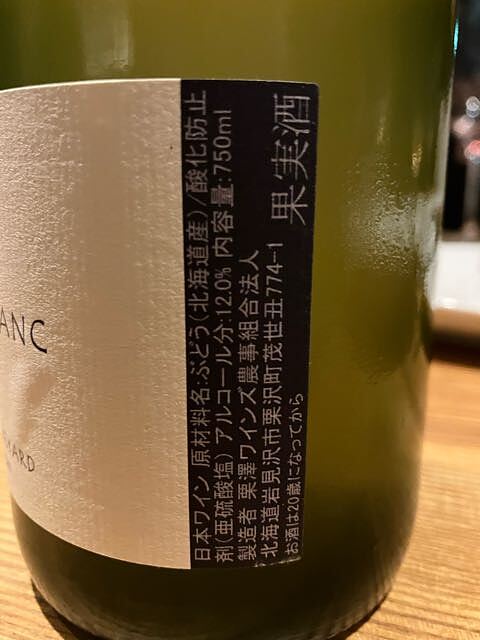 ANC
YARD
日本ワイン 原材料名:ぶどう(北海道産)/酸化防止
剤(亜硫酸塩) アルコール分:12.0% 内容量:750ml
製造者 栗澤ワインズ農事組合法人
北海道岩見沢市栗沢町茂世丑774-1
お酒は20歳になってから
果実酒